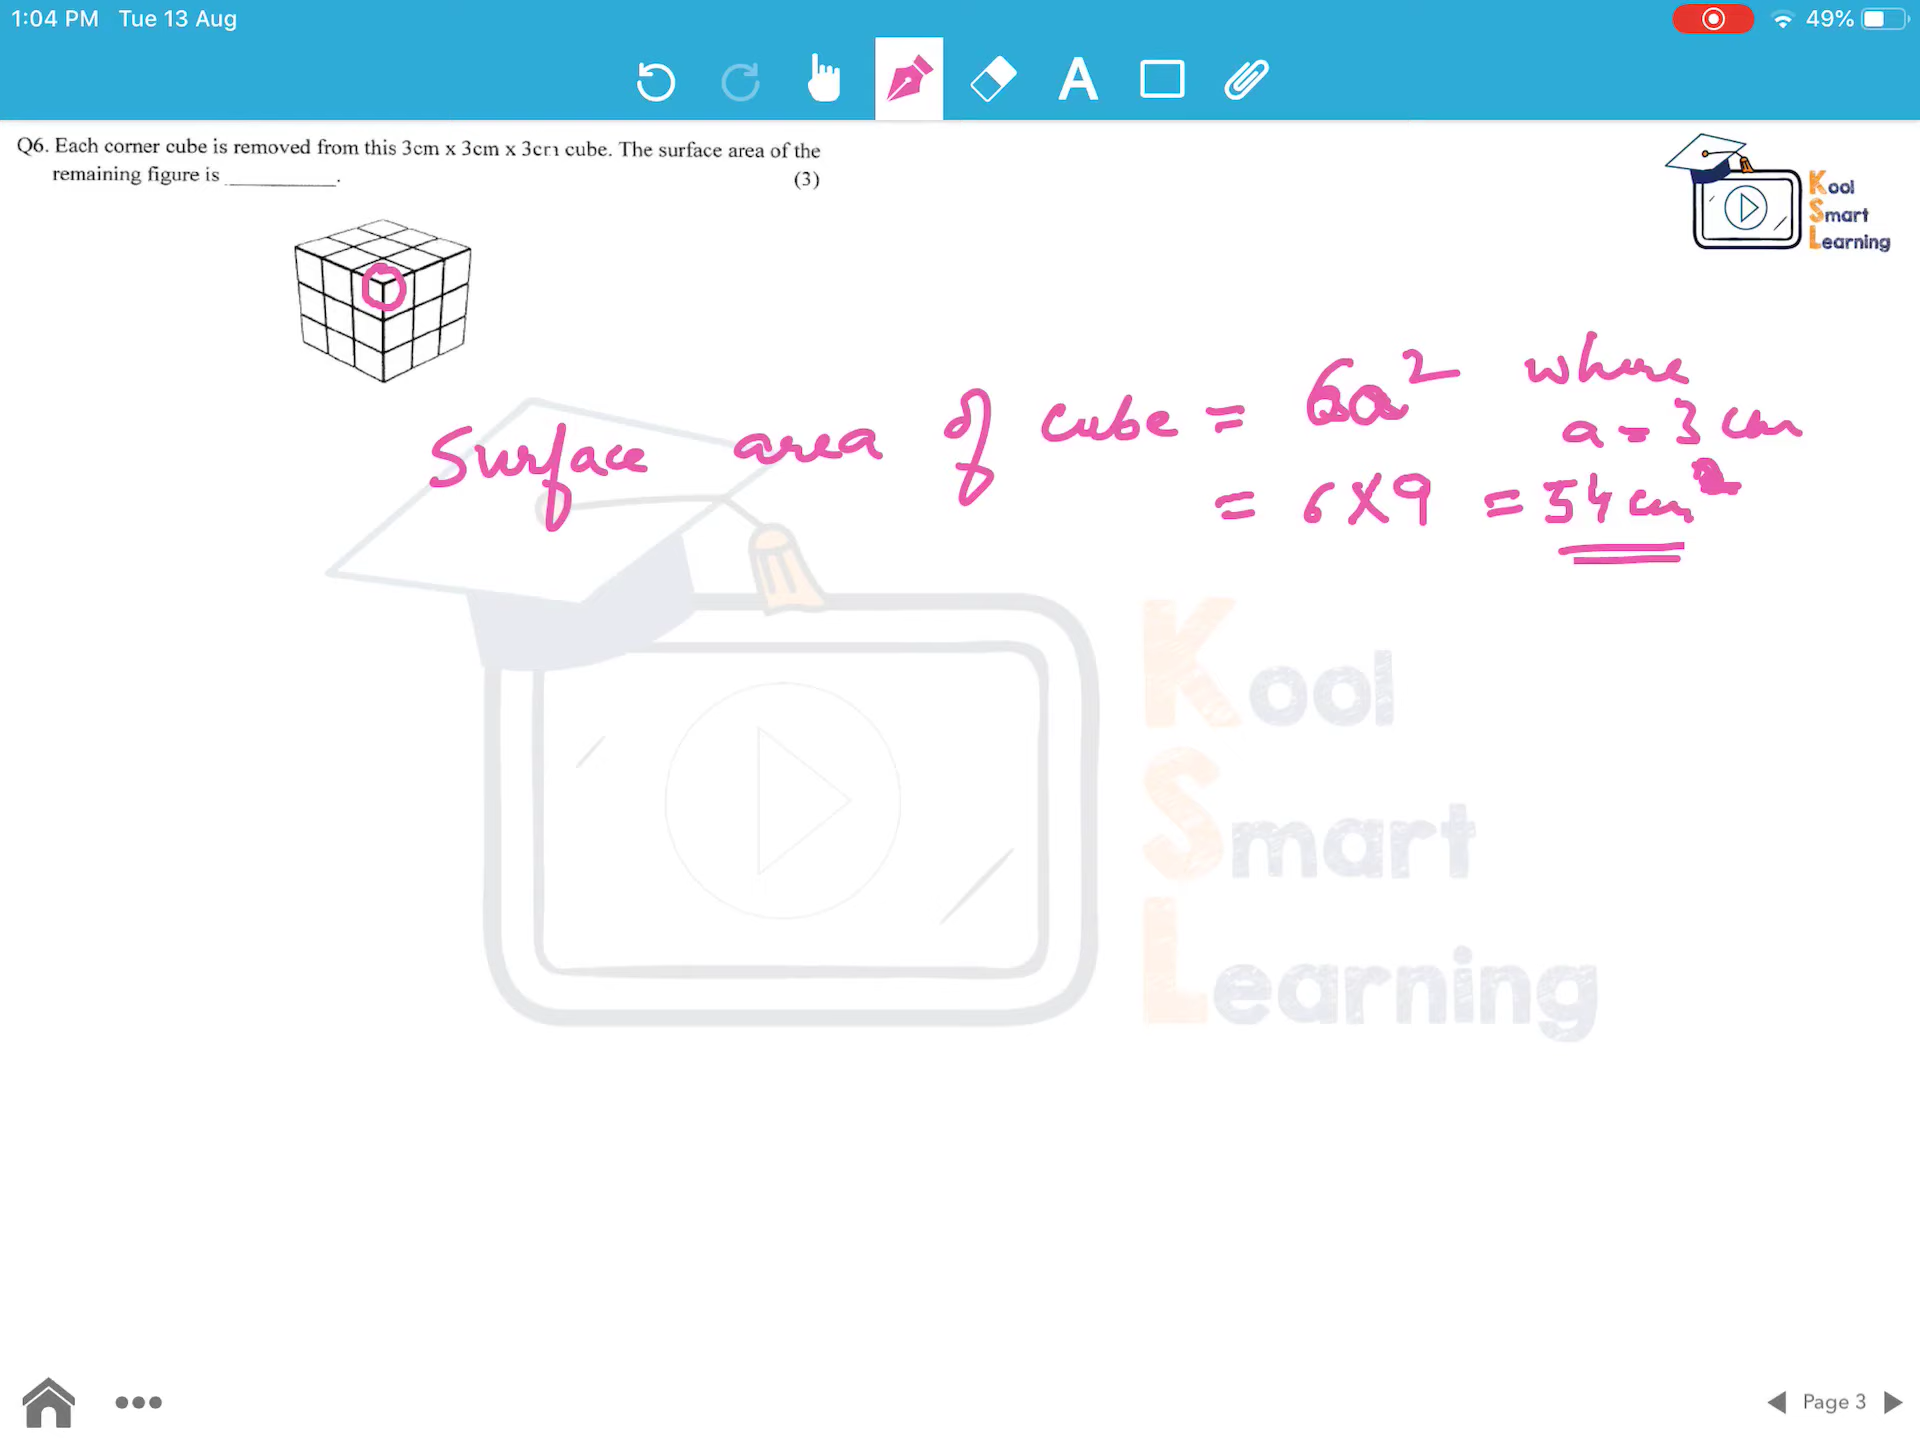 1:04 PM Tue 13 Aug
49%
A
Q6. Each corner cube is removed from this 3cm x 3cm x 3cm cube. The surface area of the
remaining figure is __________.
(3)
Kool
Smart
Learning
Surface area of cube = 6a² where
a = 3 cm
= 6 X 9 = 54 cm²
Kool
Smart
Learning
Page 3